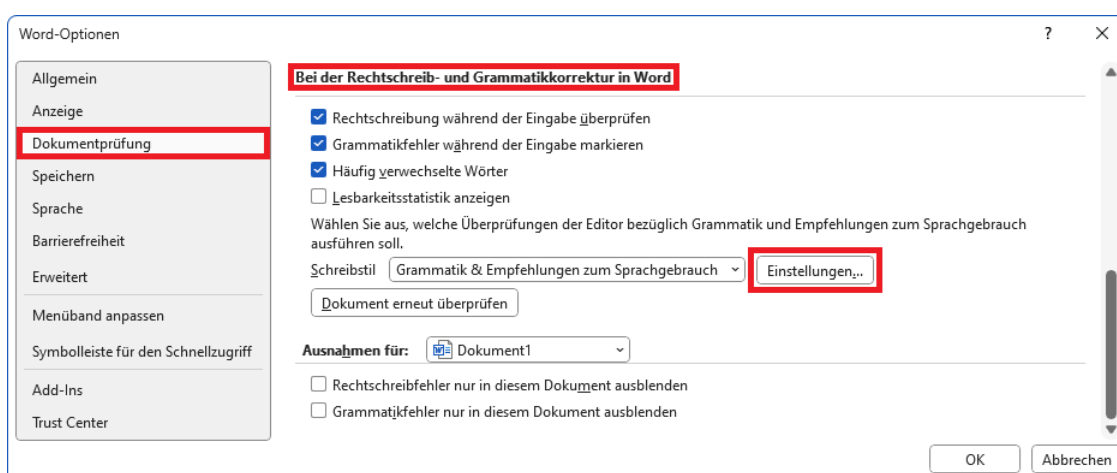 Word-Optionen
?
Allgemein
Anzeige
Dokumentprüfung
Speichern
Sprache
Barrierefreiheit
Erweitert
Menüband anpassen
Symbolleiste für den Schnellzugriff
Add-Ins
Trust Center
Bei der Rechtschreib- und Grammatikkorrektur in Word
Rechtschreibung während der Eingabe überprüfen
Grammatikfehler während der Eingabe markieren
Häufig verwechselte Wörter
Lesbarkeitsstatistik anzeigen
Wählen Sie aus, welche Überprüfungen der Editor bezüglich Grammatik und Empfehlungen zum Sprachgebrauch
ausführen soll.
Schreibstil Grammatik & Empfehlungen zum Sprachgebrauch Einstellungen...
Dokument erneut überprüfen
Ausnahmen für: Dokument1
Rechtschreibfehler nur in diesem Dokument ausblenden
Grammatikfehler nur in diesem Dokument ausblenden
OK Abbrechen